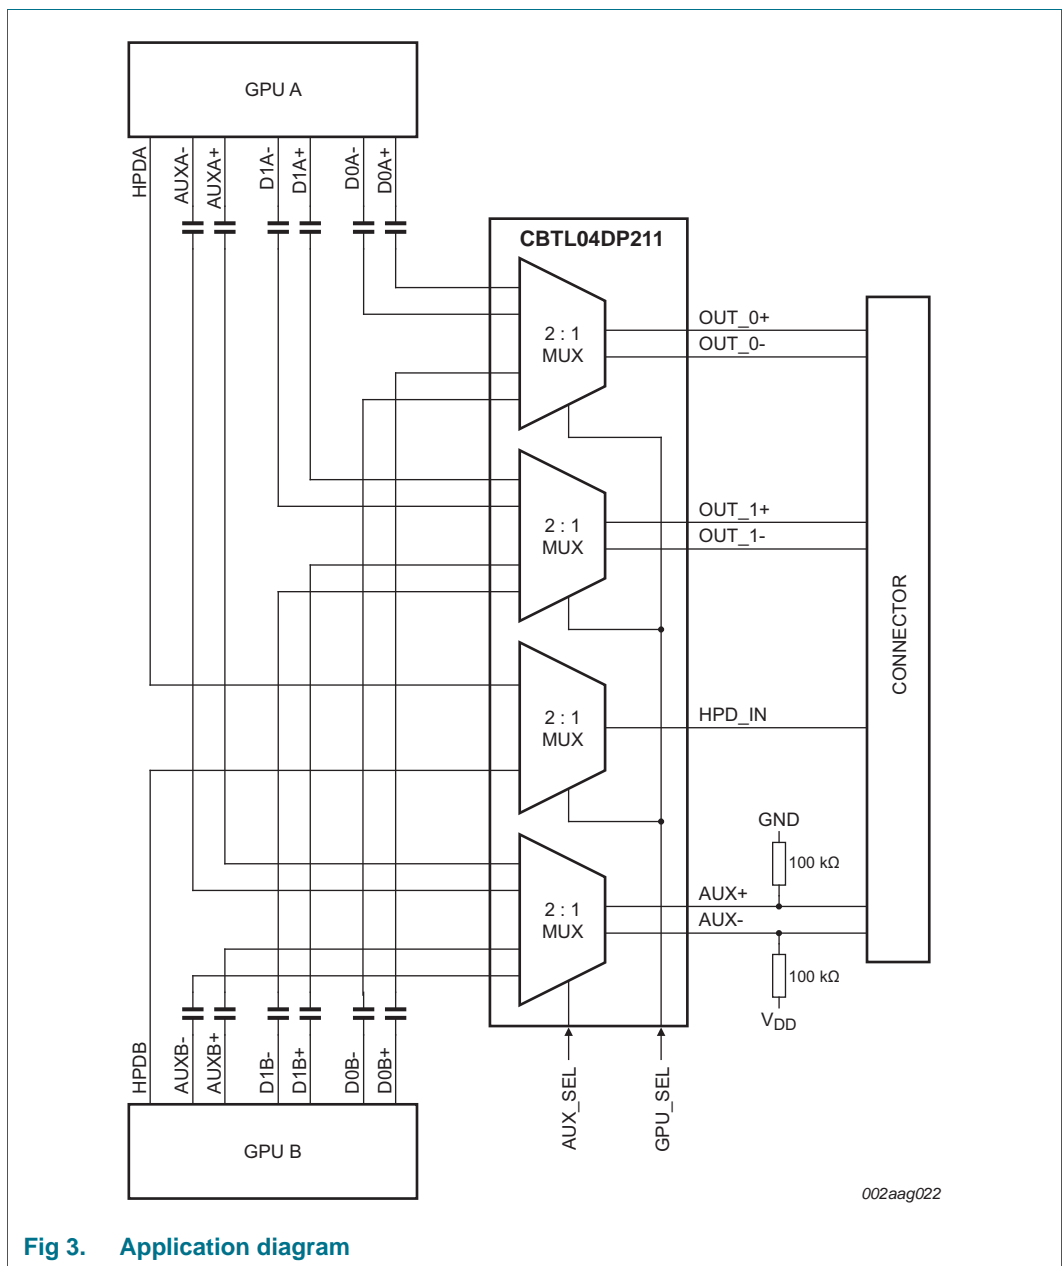 GPU A
HPDA
AUXA-
AUXA+
D1A-
D1A+
D0A-
D0A+
CBTL04DP211
2 : 1
MUX
OUT_0+
OUT_0-
2 : 1
MUX
OUT_1+
OUT_1-
CONNECTOR
2 : 1
MUX
HPD_IN
GND
100 kΩ
2 : 1
MUX
AUX+
AUX-
100 kΩ
VDD
HPDB
AUXB-
AUXB+
D1B-
D1B+
D0B-
D0B+
AUX_SEL
GPU_SEL
GPU B
002aag022
Fig 3. Application diagram